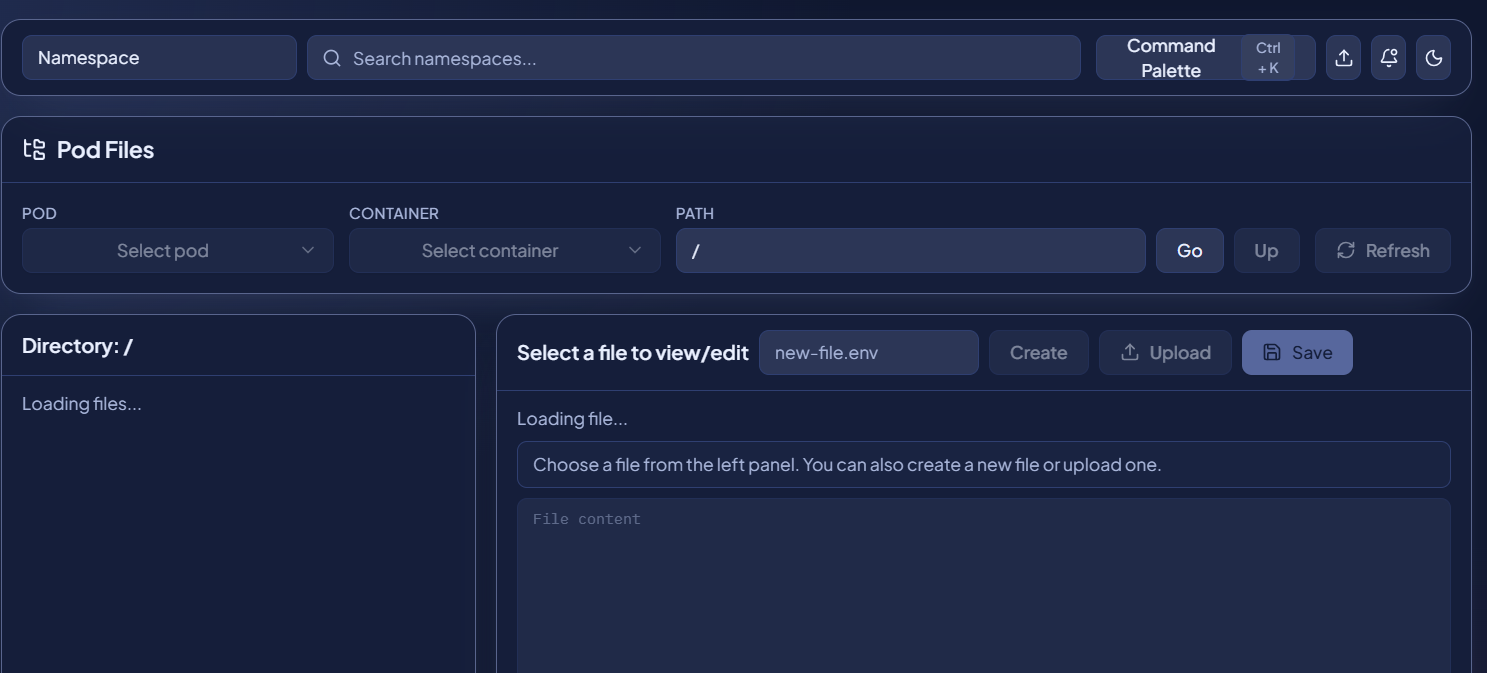 Namespace
Search namespaces...
Command
Palette
Ctrl
+ K
Pod Files
POD
CONTAINER
PATH
Select pod
Select container
/
Go
Up
Refresh
Directory: /
Loading files...
Select a file to view/edit
new-file.env
Create
Upload
Save
Loading file...
Choose a file from the left panel. You can also create a new file or upload one.
File content